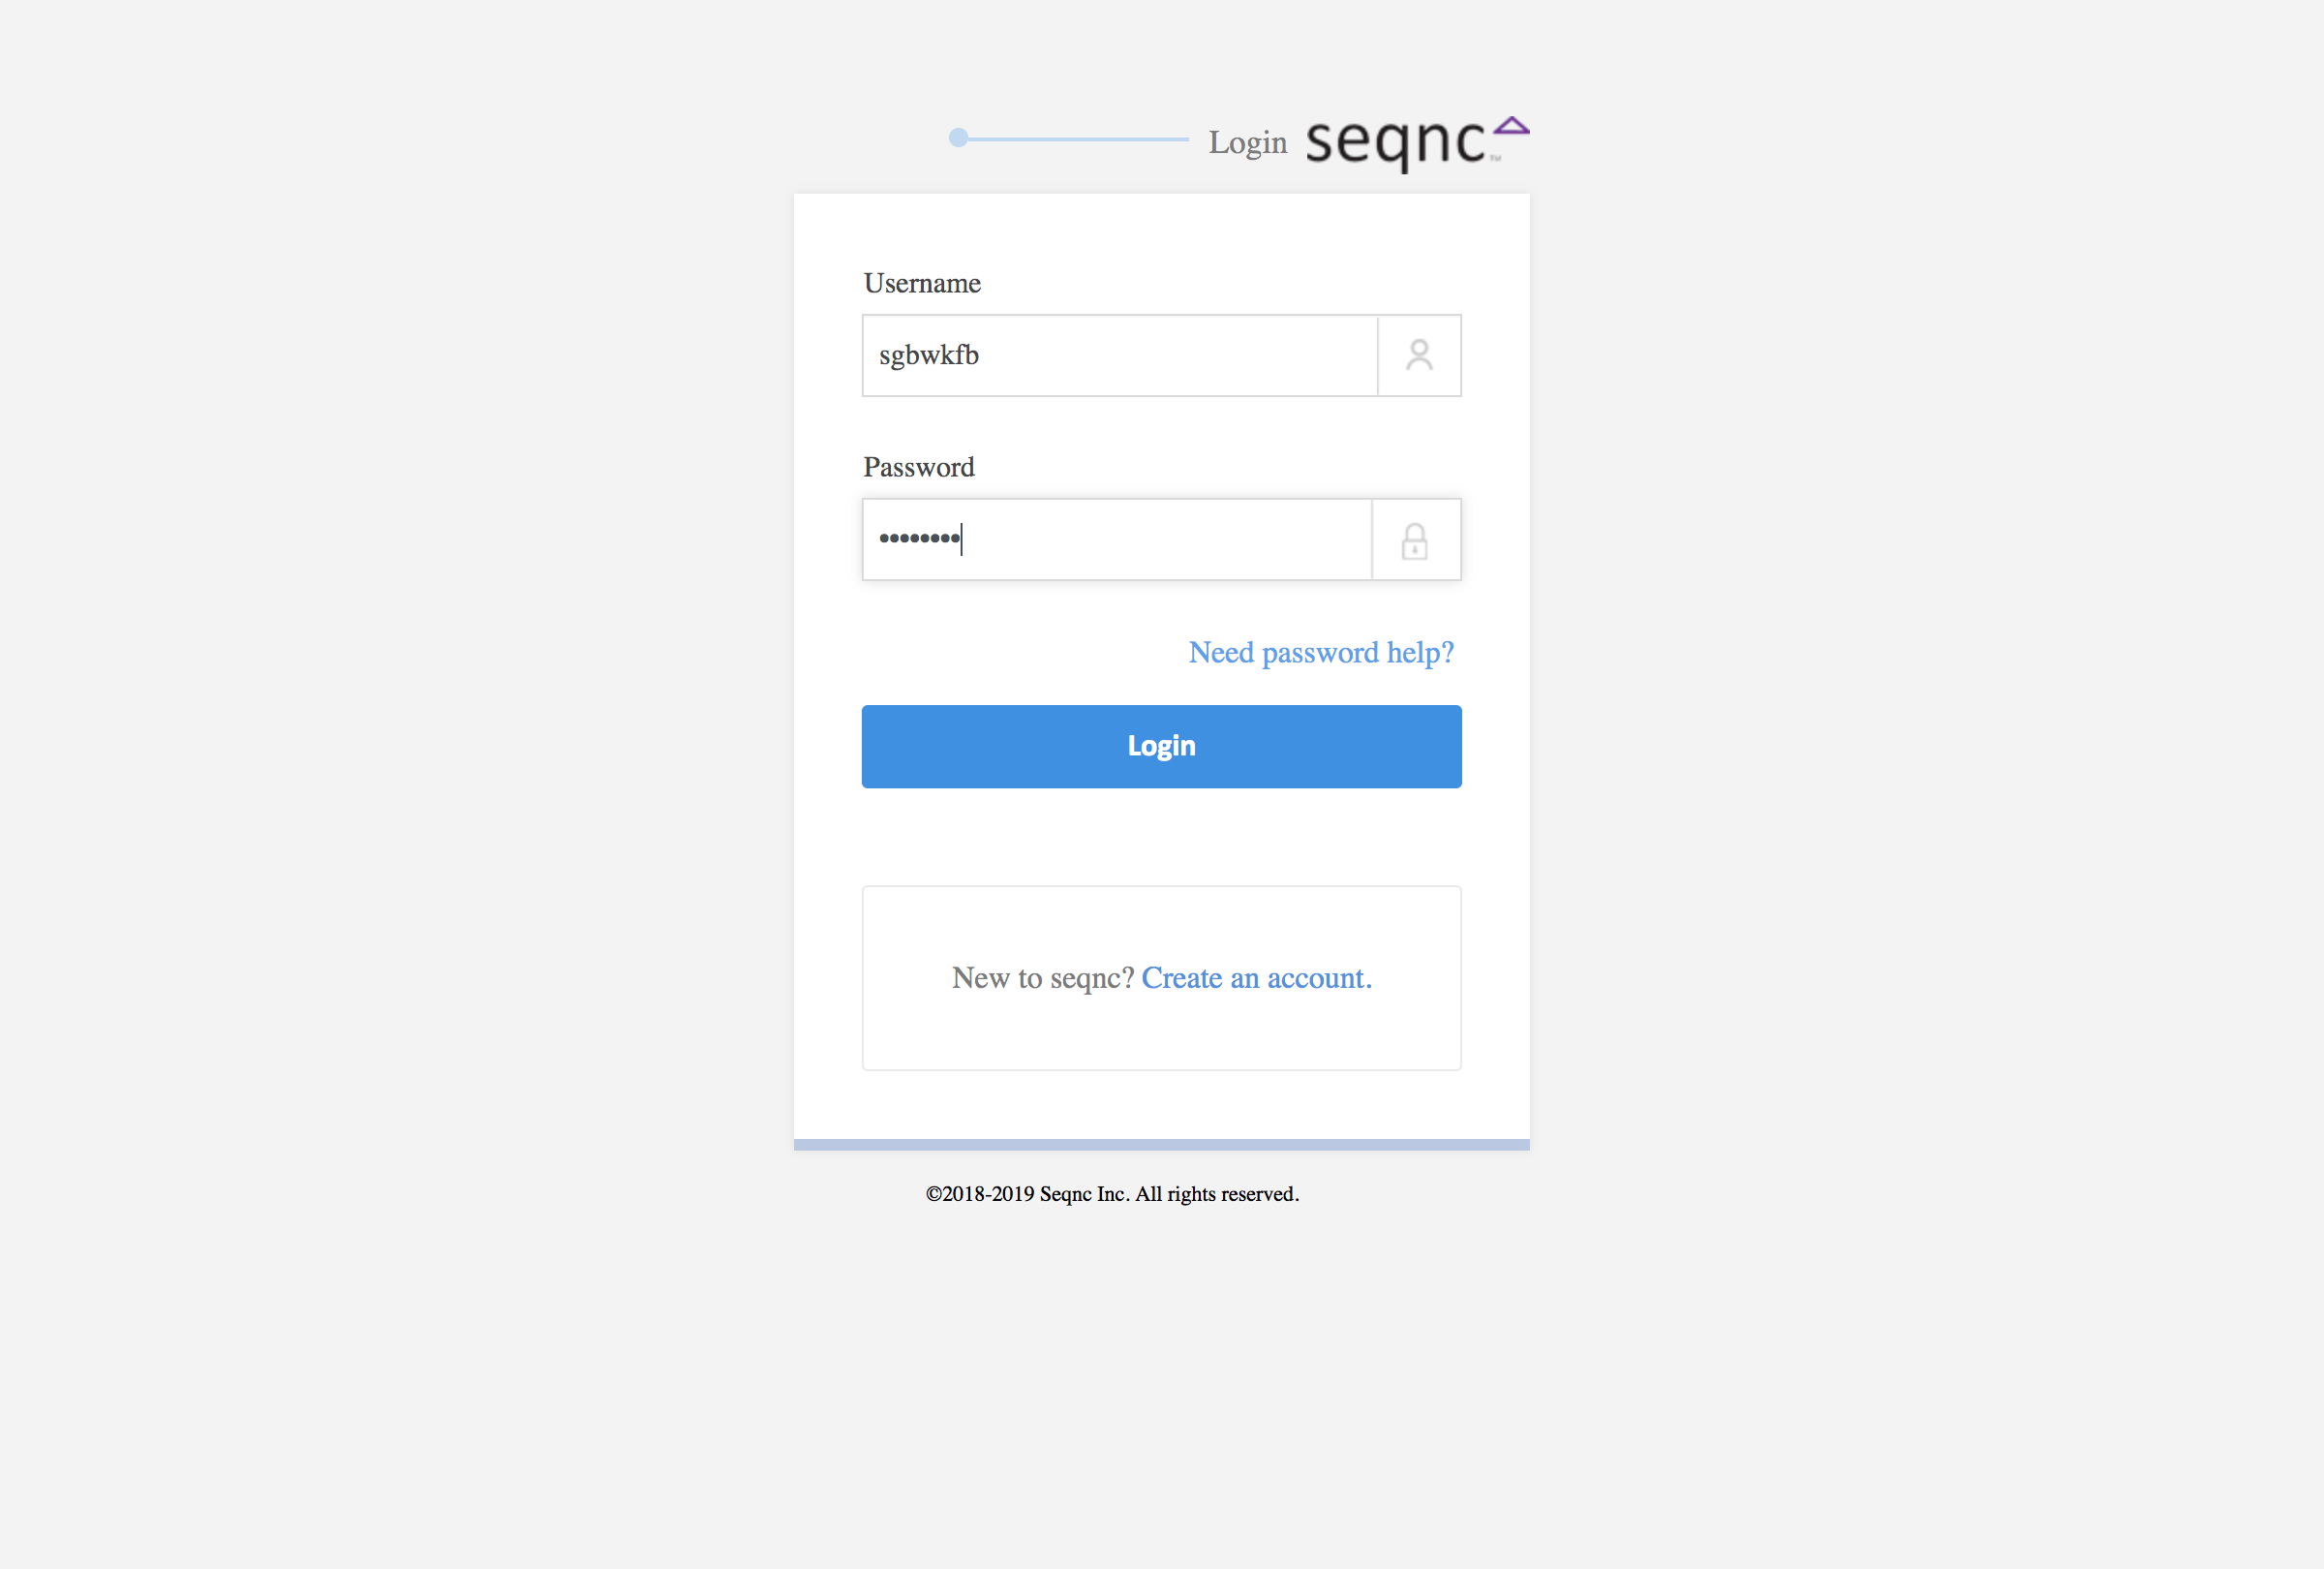 Login seqnc™
Username
sgbwkfb
Password
••••••••
Need password help?
Login
New to seqnc? Create an account.
©2018-2019 Seqnc Inc. All rights reserved.